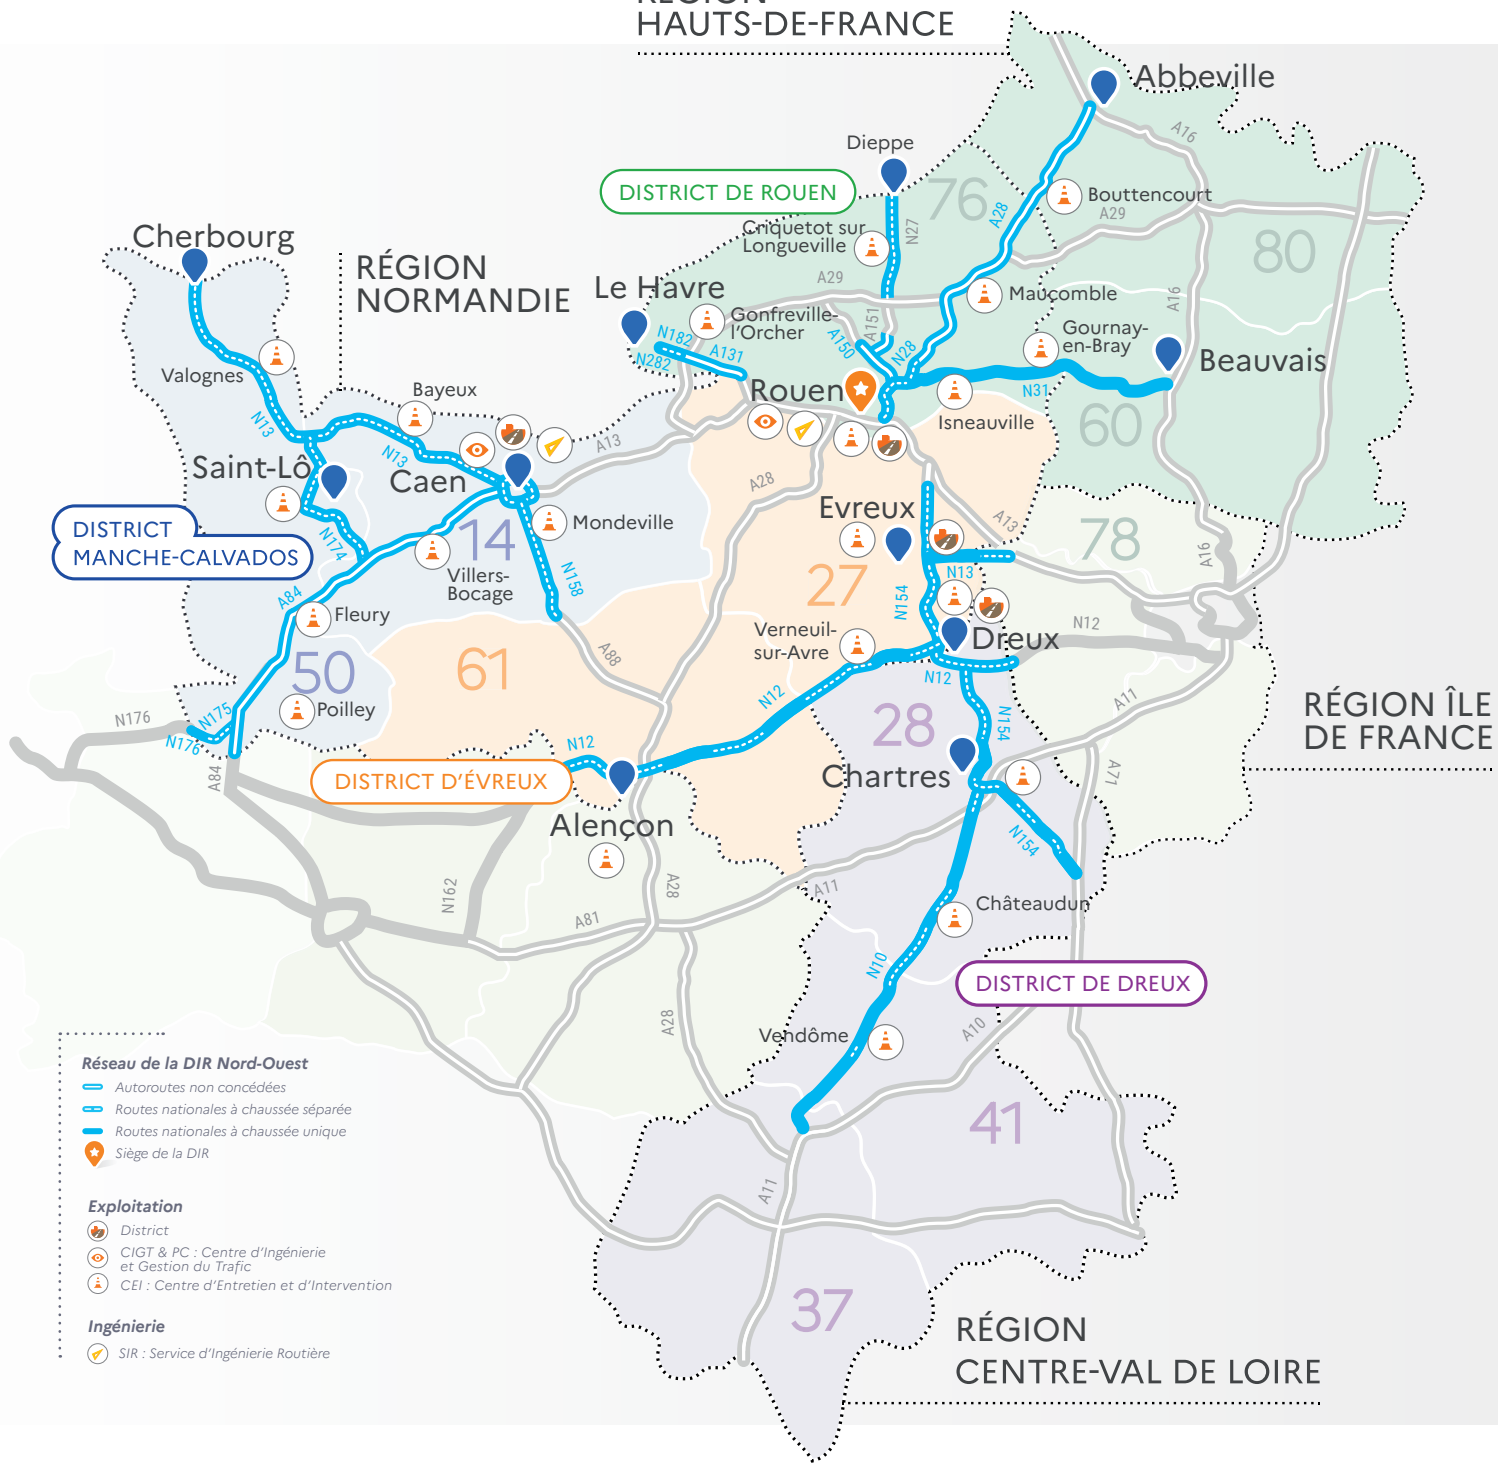 RÉGION
HAUTS-DE-FRANCE
Abbeville
A16
Dieppe
DISTRICT DE ROUEN
76
Bouttencourt
A28
A29
Cherbourg
Criquetot sur
Longueville
N27
80
RÉGION
NORMANDIE
Le Havre
A29
Maucomble
A16
Gonfreville-
l'Orcher
N182
N282
A131
A150
A151
N28
Gournay-
en-Bray
Beauvais
Valognes
Bayeux
Rouen
N31
Isneauville
60
N13
N13
A13
Saint-Lô
Caen
A28
Evreux
A13
78
A16
DISTRICT
MANCHE-CALVADOS
N174
14
Mondeville
Villers-
Bocage
N158
27
N13
N154
A84
Fleury
Verneuil-
sur-Avre
Dreux
N12
50
61
A88
N12
N12
A11
Poilley
N176
N175
N176
28
N154
RÉGION ÎLE
DE FRANCE
A84
N12
DISTRICT D'ÉVREUX
Chartres
A71
Alençon
N154
N162
A28
A11
A81
Châteaudun
N10
DISTRICT DE DREUX
A28
Vendôme
A10
Réseau de la DIR Nord-Ouest
Autoroutes non concédées
Routes nationales à chaussée séparée
Routes nationales à chaussée unique
Siège de la DIR
41
A11
Exploitation
District
CIGT & PC : Centre d'Ingénierie
et Gestion du Trafic
CEI : Centre d'Entretien et d'Intervention
37
Ingénierie
SIR : Service d'Ingénierie Routière
RÉGION
CENTRE-VAL DE LOIRE